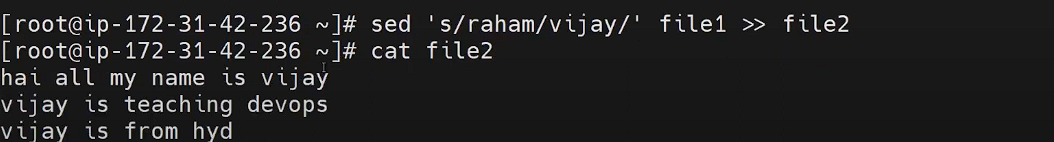 [root@ip-172-31-42-236 ~]# sed 's/raham/vijay/' file1 >> file2
[root@ip-172-31-42-236 ~]# cat file2
hai all my name is vijay
vijay is teaching devops
vijay is from hyd